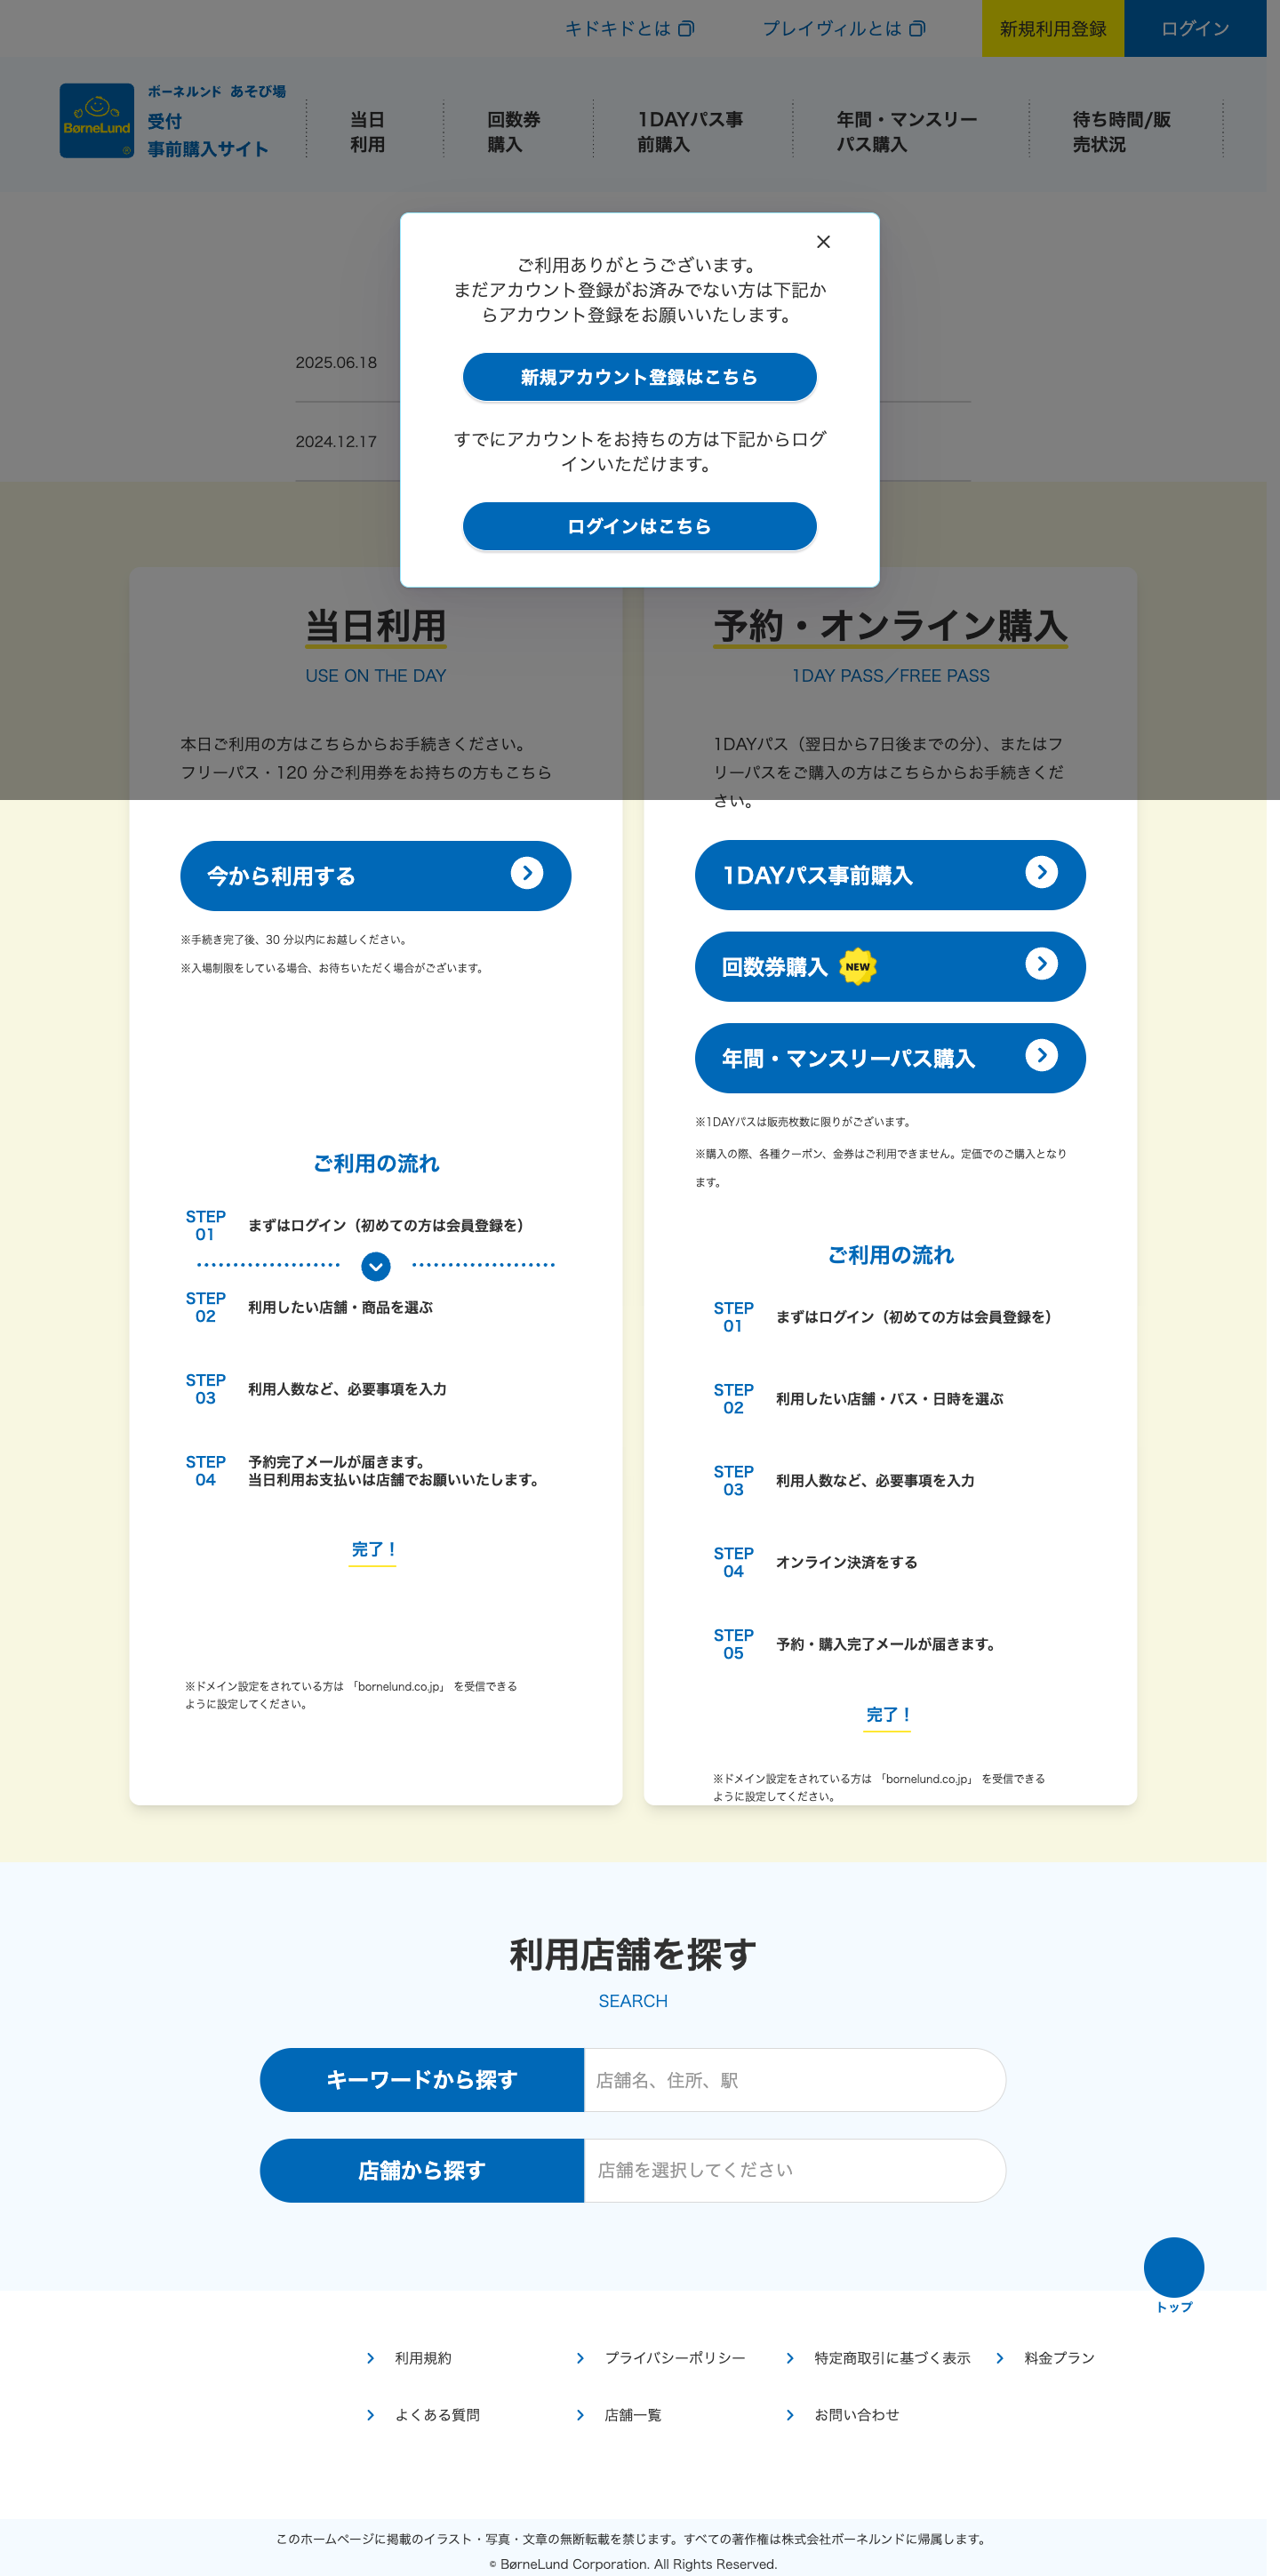 キドキドとは
プレイヴィルとは
新規利用登録
ログイン
BørneLund
®
ボーネルンド あそび場
受付
事前購入サイト
当日
利用
回数券
購入
1DAYパス事
前購入
年間・マンスリー
パス購入
待ち時間/販
売状況
ご利用ありがとうございます。
まだアカウント登録がお済みでない方は下記か
らアカウント登録をお願いいたします。
新規アカウント登録はこちら
すでにアカウントをお持ちの方は下記からログ
インいただけます。
ログインはこちら
2025.06.18
2024.12.17
当日利用
USE ON THE DAY
本日ご利用の方はこちらからお手続きください。
フリーパス・120 分ご利用券をお持ちの方もこちら
今から利用する
※手続き完了後、30 分以内にお越しください。
※入場制限をしている場合、お待ちいただく場合がございます。
ご利用の流れ
STEP
01
まずはログイン（初めての方は会員登録を）
STEP
02
利用したい店舗・商品を選ぶ
STEP
03
利用人数など、必要事項を入力
STEP
04
予約完了メールが届きます。
当日利用お支払いは店舗でお願いいたします。
完了！
※ドメイン設定をされている方は 「bornelund.co.jp」 を受信できる
ように設定してください。
予約・オンライン購入
1DAY PASS／FREE PASS
1DAYパス（翌日から7日後までの分）、またはフ
リーパスをご購入の方はこちらからお手続きくだ
さい。
1DAYパス事前購入
回数券購入 NEW
年間・マンスリーパス購入
※1DAYパスは販売枚数に限りがございます。
※購入の際、各種クーポン、金券はご利用できません。定価でのご購入となり
ます。
ご利用の流れ
STEP
01
まずはログイン（初めての方は会員登録を）
STEP
02
利用したい店舗・パス・日時を選ぶ
STEP
03
利用人数など、必要事項を入力
STEP
04
オンライン決済をする
STEP
05
予約・購入完了メールが届きます。
完了！
※ドメイン設定をされている方は 「bornelund.co.jp」 を受信できる
ように設定してください。
利用店舗を探す
SEARCH
キーワードから探す
店舗名、住所、駅
店舗から探す
店舗を選択してください
トップ
利用規約
プライバシーポリシー
特定商取引に基づく表示
料金プラン
よくある質問
店舗一覧
お問い合わせ
このホームページに掲載のイラスト・写真・文章の無断転載を禁じます。すべての著作権は株式会社ボーネルンドに帰属します。
© BørneLund Corporation. All Rights Reserved.